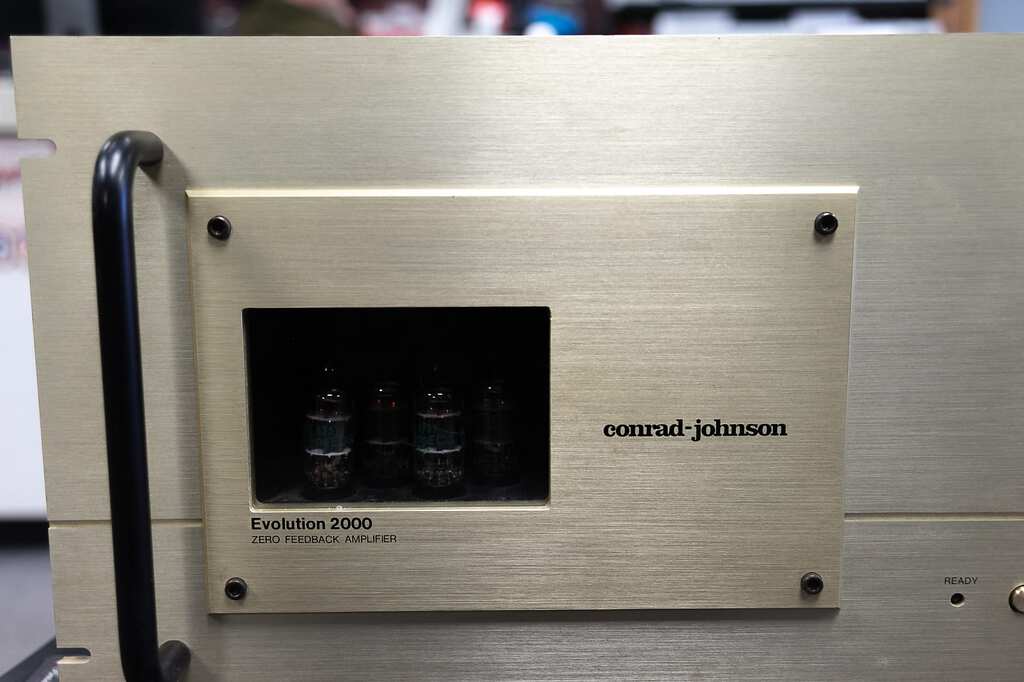 conrad-johnson
Evolution 2000
ZERO FEEDBACK AMPLIFIER
READY